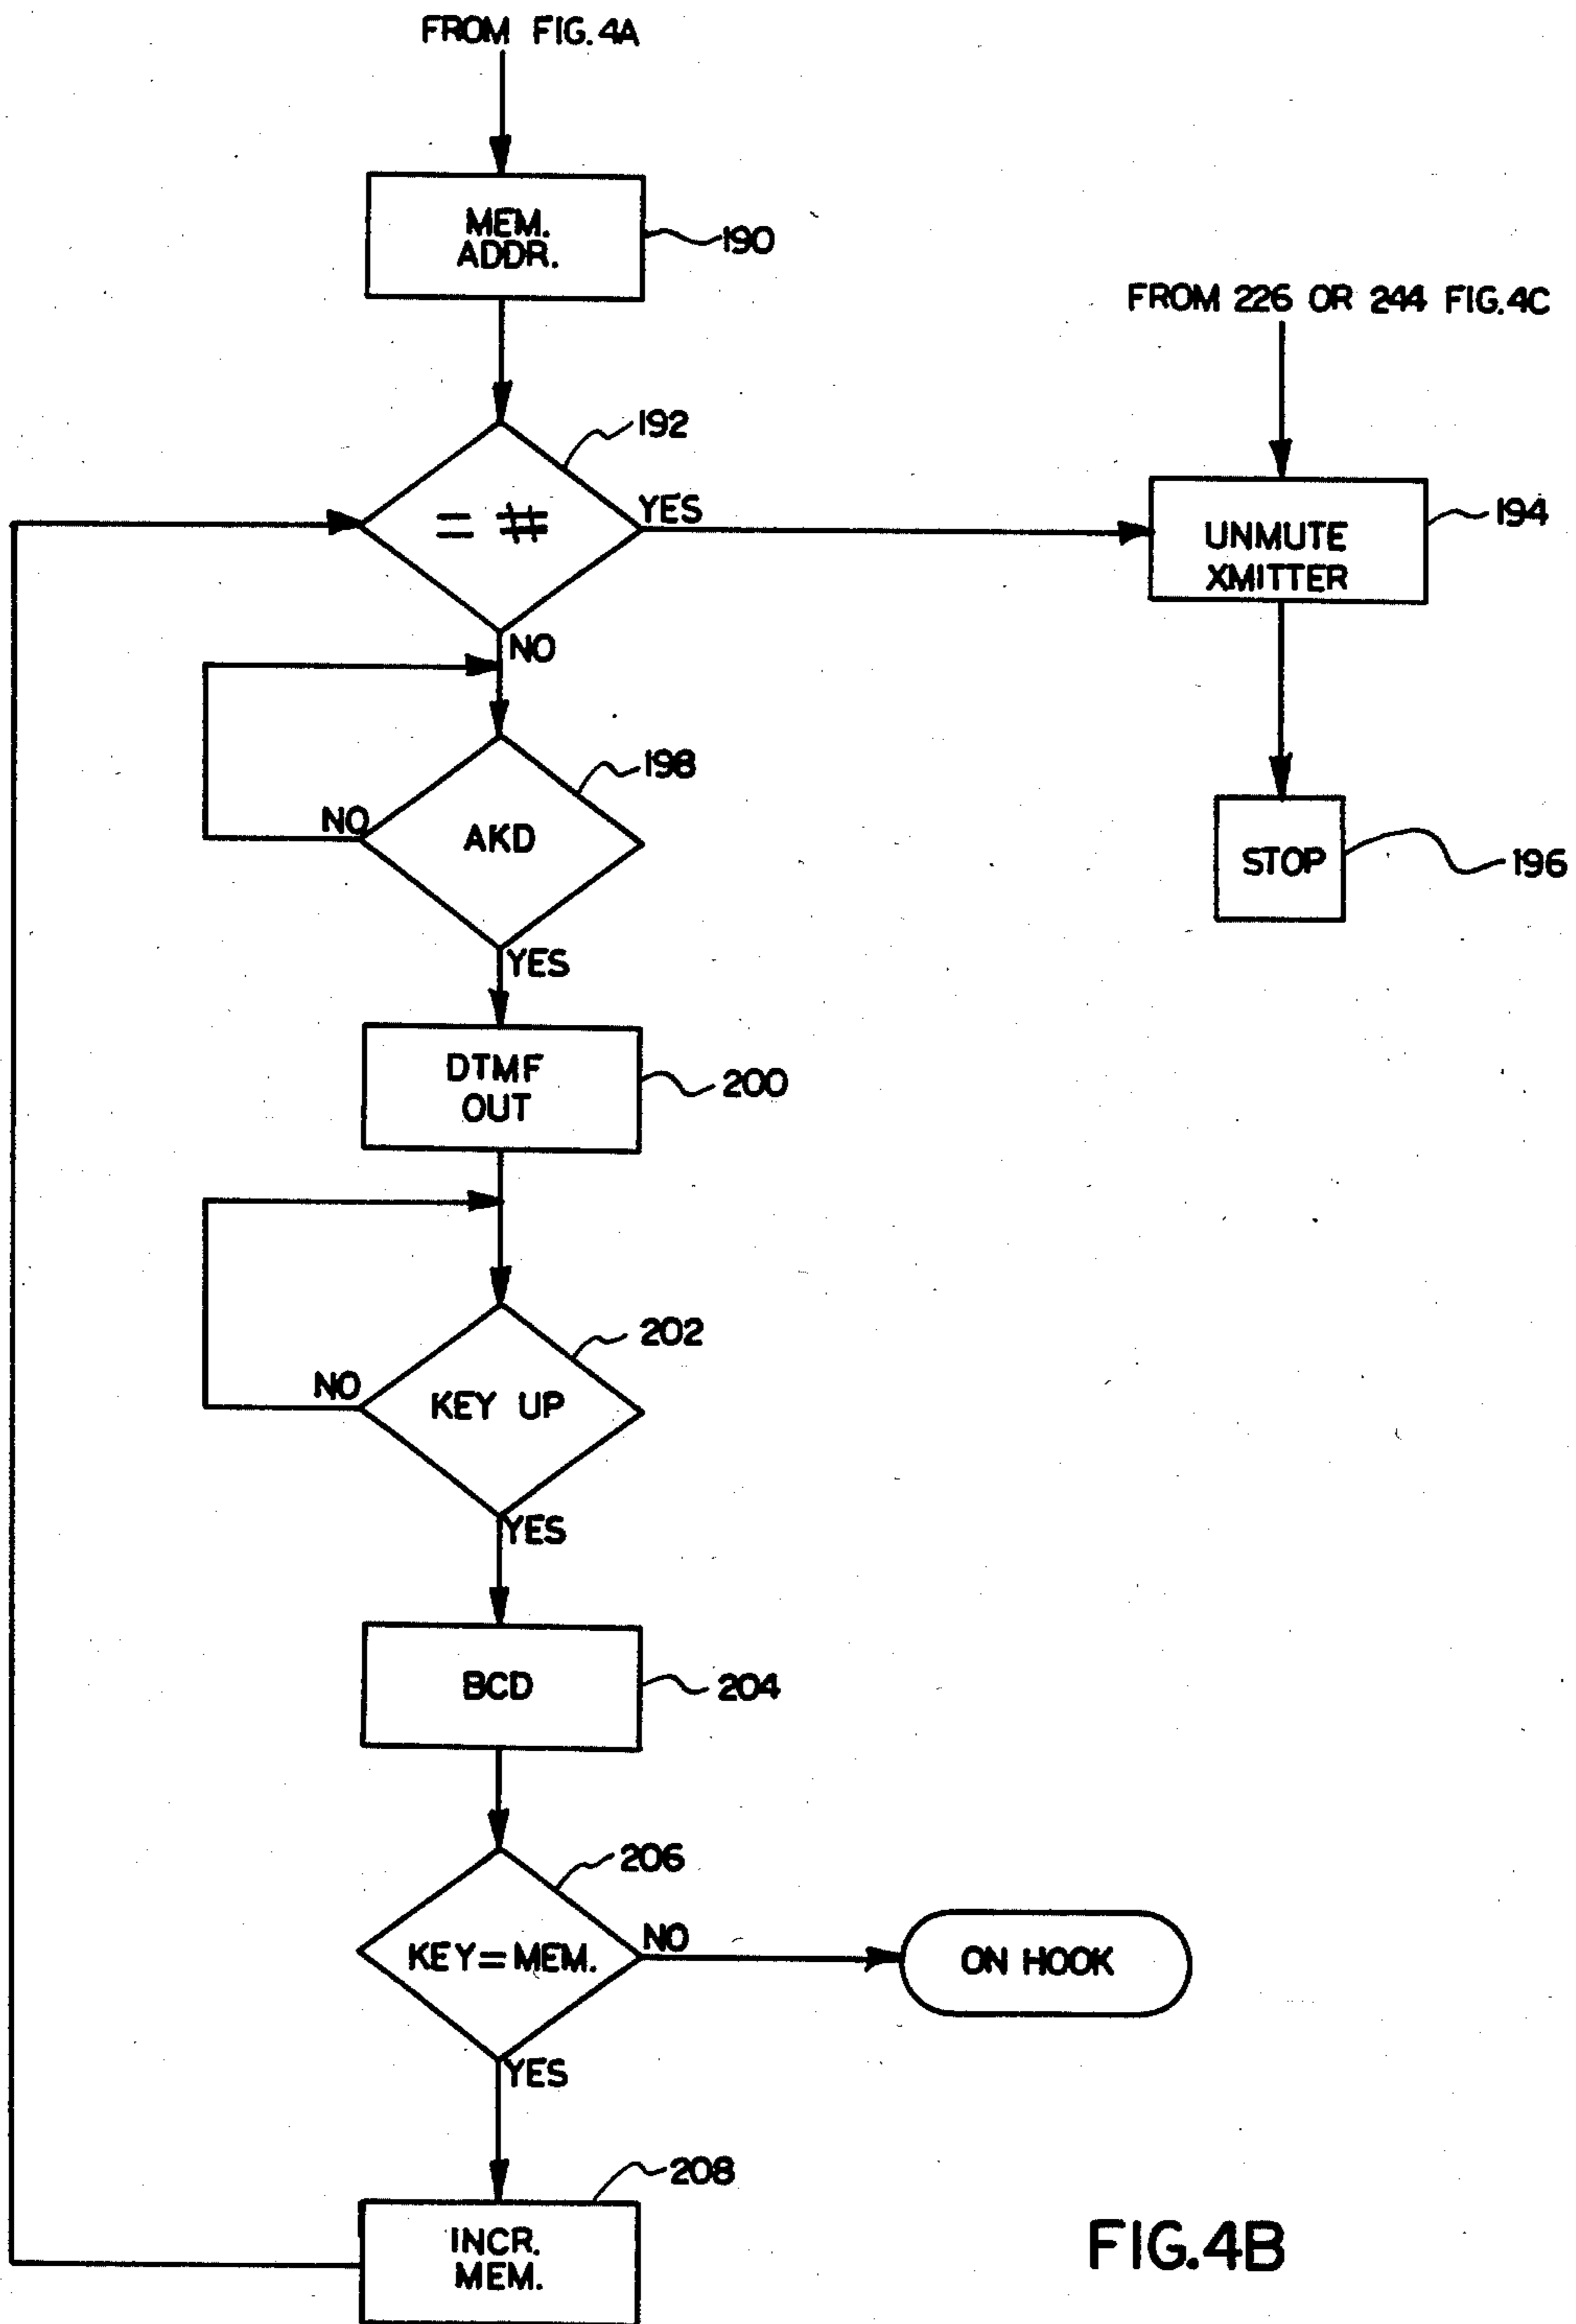 FROM FIG.4A
MEM.
ADDR.
190
FROM 226 OR 244 FIG.4C
192
= #
YES
NO
UNMUTE
XMITTER
194
198
AKD
NO
YES
STOP
196
DTMF
OUT
200
202
KEY UP
NO
YES
BCD
204
206
KEY=MEM.
NO
YES
ON HOOK
208
INCR.
MEM.
FIG.4B